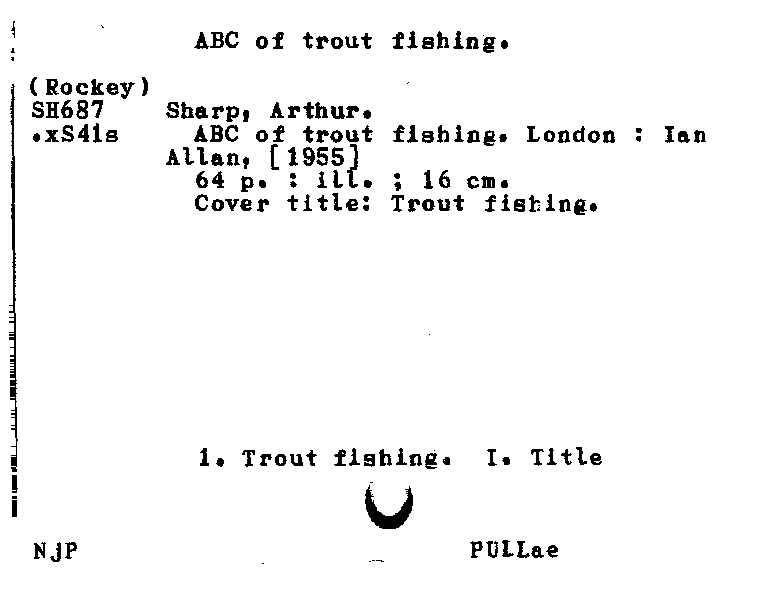 ABC of trout fishing.
(Rockey)
SH687 Sharp, Arthur.
.xS41s ABC of trout fishing. London : Ian
Allan, [1955]
64 p. : ill. ; 16 cm.
Cover title: Trout fishing.
1. Trout fishing. I. Title
NjP PULLae